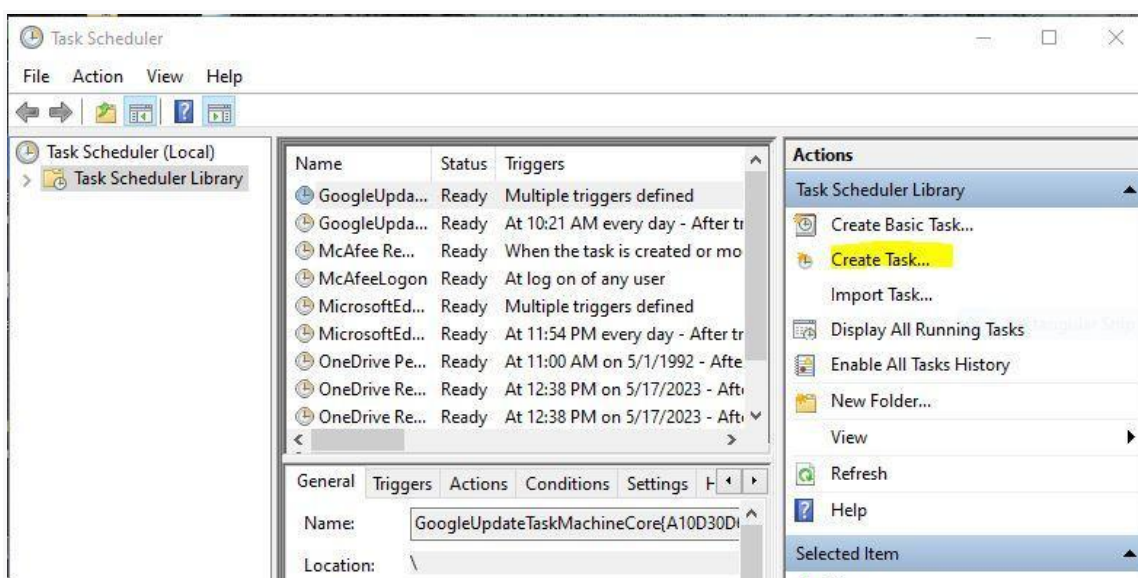 Task Scheduler
File Action View Help
Task Scheduler (Local)
Task Scheduler Library
Name Status Triggers
GoogleUpda... Ready Multiple triggers defined
GoogleUpda... Ready At 10:21 AM every day - After tr
McAfee Re... Ready When the task is created or mo
McAfeeLogon Ready At log on of any user
MicrosoftEd... Ready Multiple triggers defined
MicrosoftEd... Ready At 11:54 PM every day - After tr
OneDrive Pe... Ready At 11:00 AM on 5/1/1992 - Afte
OneDrive Re... Ready At 12:38 PM on 5/17/2023 - Afte
OneDrive Re... Ready At 12:38 PM on 5/17/2023 - Afte
General Triggers Actions Conditions Settings H
Name: GoogleUpdateTaskMachineCore{A10D30D
Location: \
Actions
Task Scheduler Library
Create Basic Task...
Create Task...
Import Task...
Display All Running Tasks
Enable All Tasks History
New Folder...
View
Refresh
Help
Selected Item